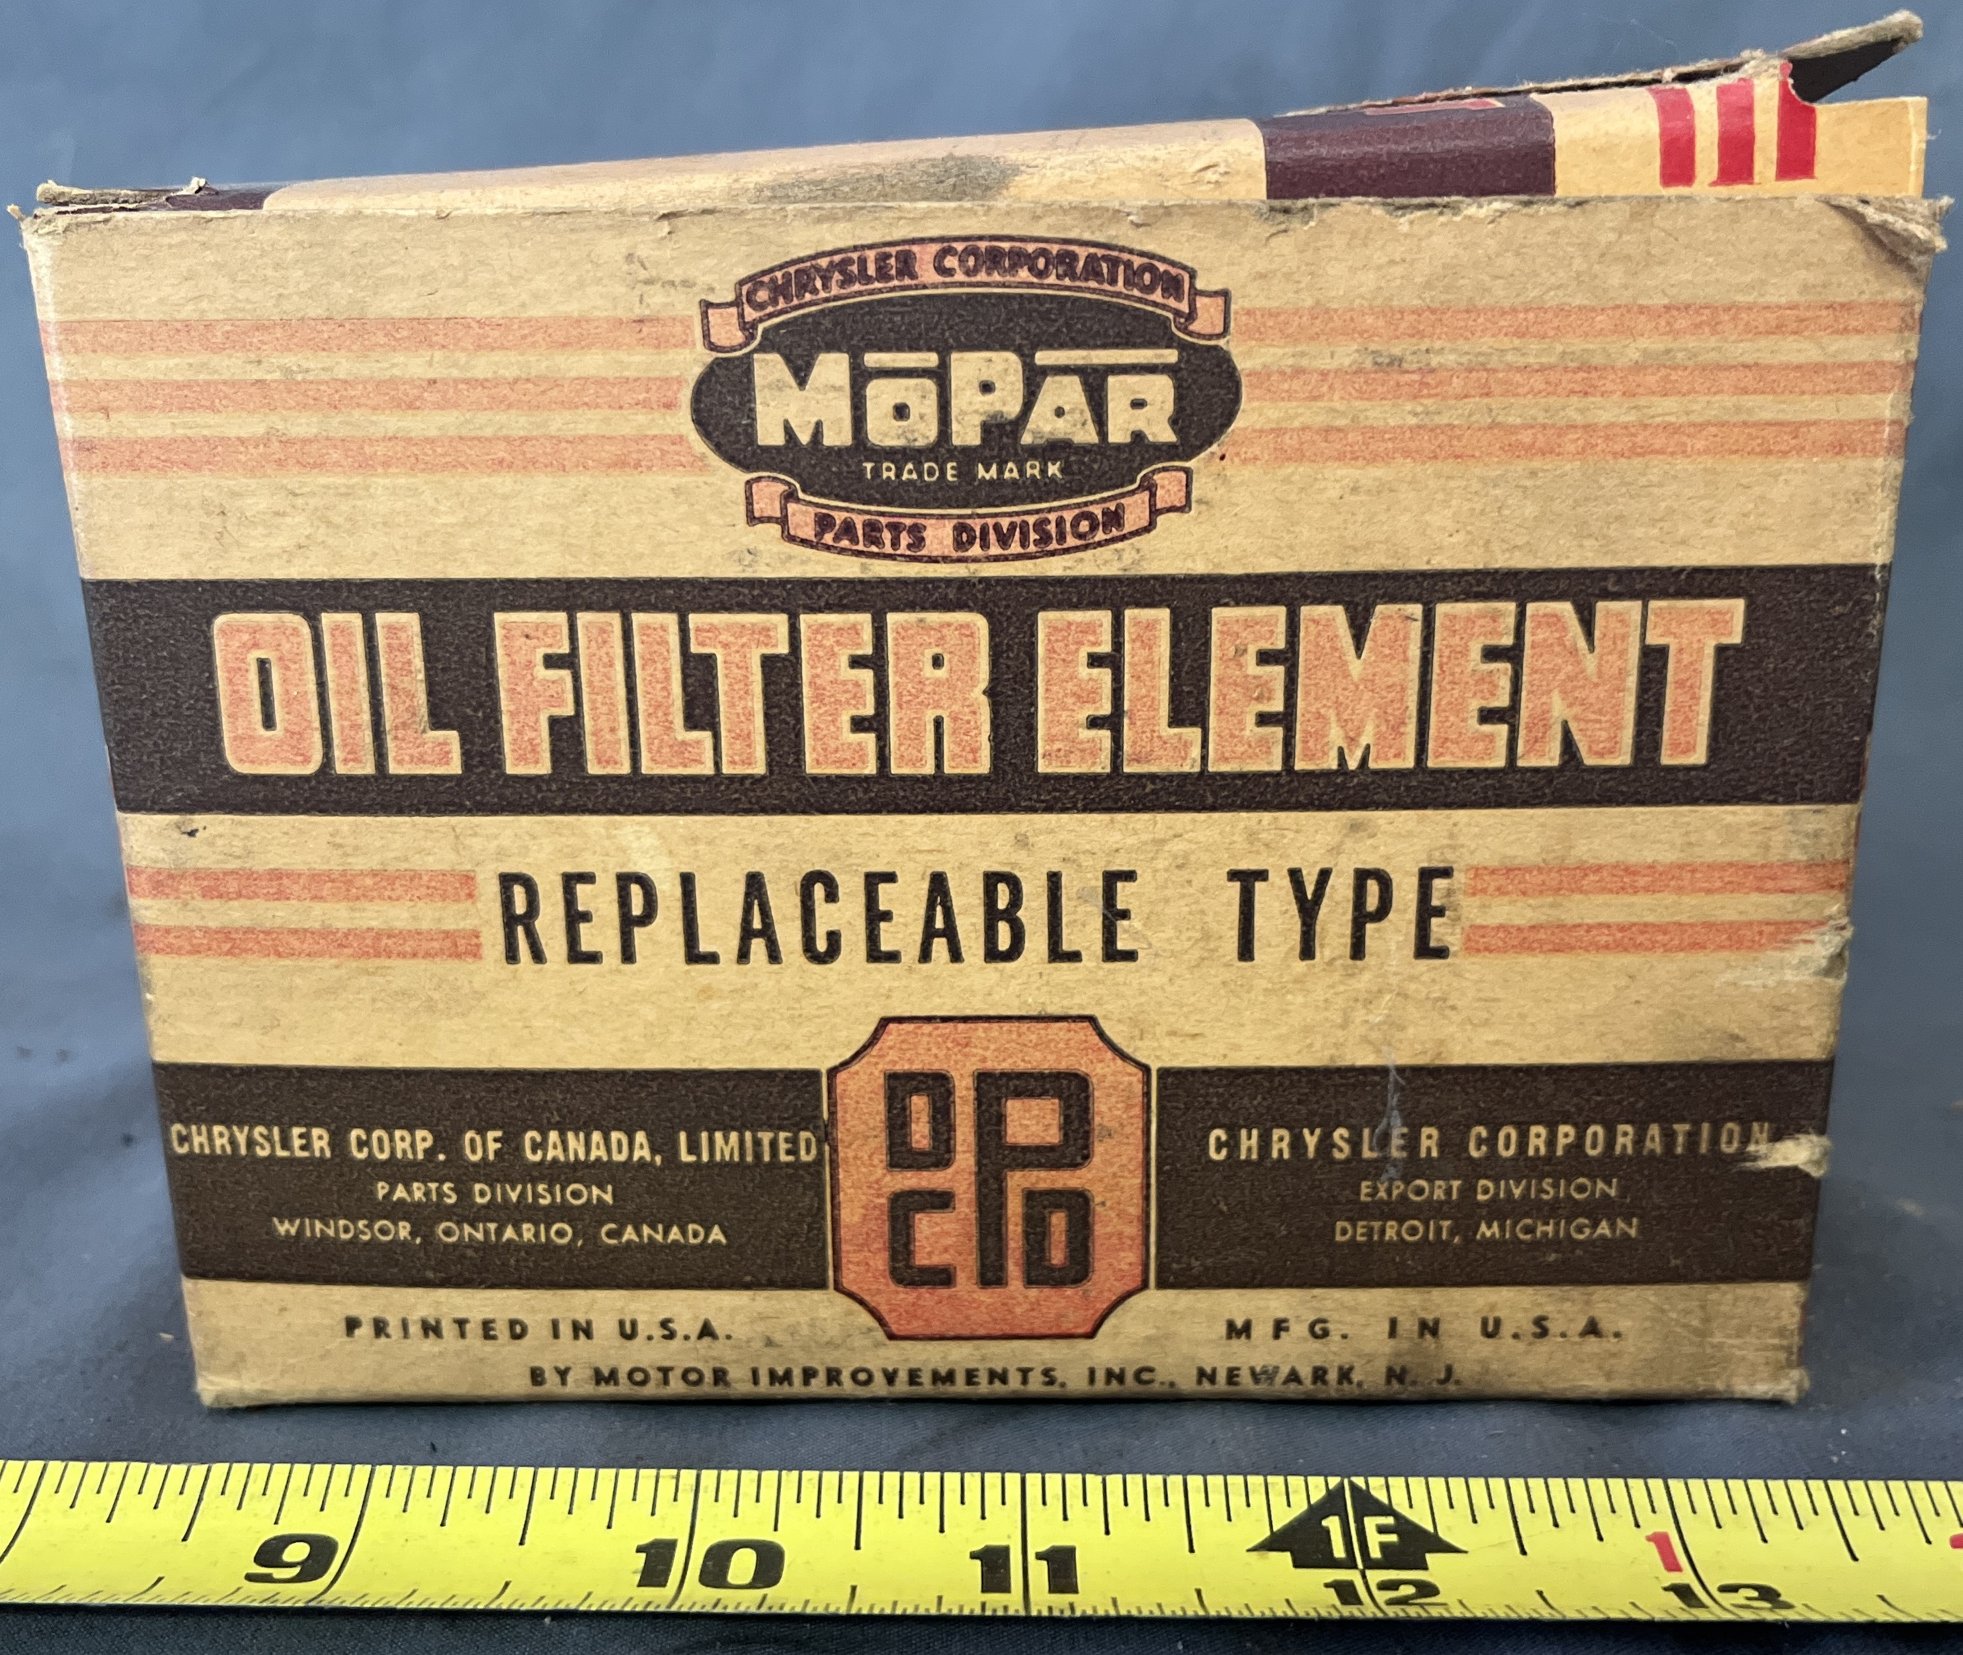 CHRYSLER CORPORATION
MōPAR
TRADE MARK
PARTS DIVISION
OIL FILTER ELEMENT
REPLACEABLE TYPE
CHRYSLER CORP. OF CANADA, LIMITED
PARTS DIVISION
WINDSOR, ONTARIO, CANADA
DPCD
CHRYSLER CORPORATION
EXPORT DIVISION
DETROIT, MICHIGAN
PRINTED IN U.S.A.
MFG. IN U.S.A.
BY MOTOR IMPROVEMENTS, INC., NEWARK, N. J.
1F 1
9 10 11 12 13